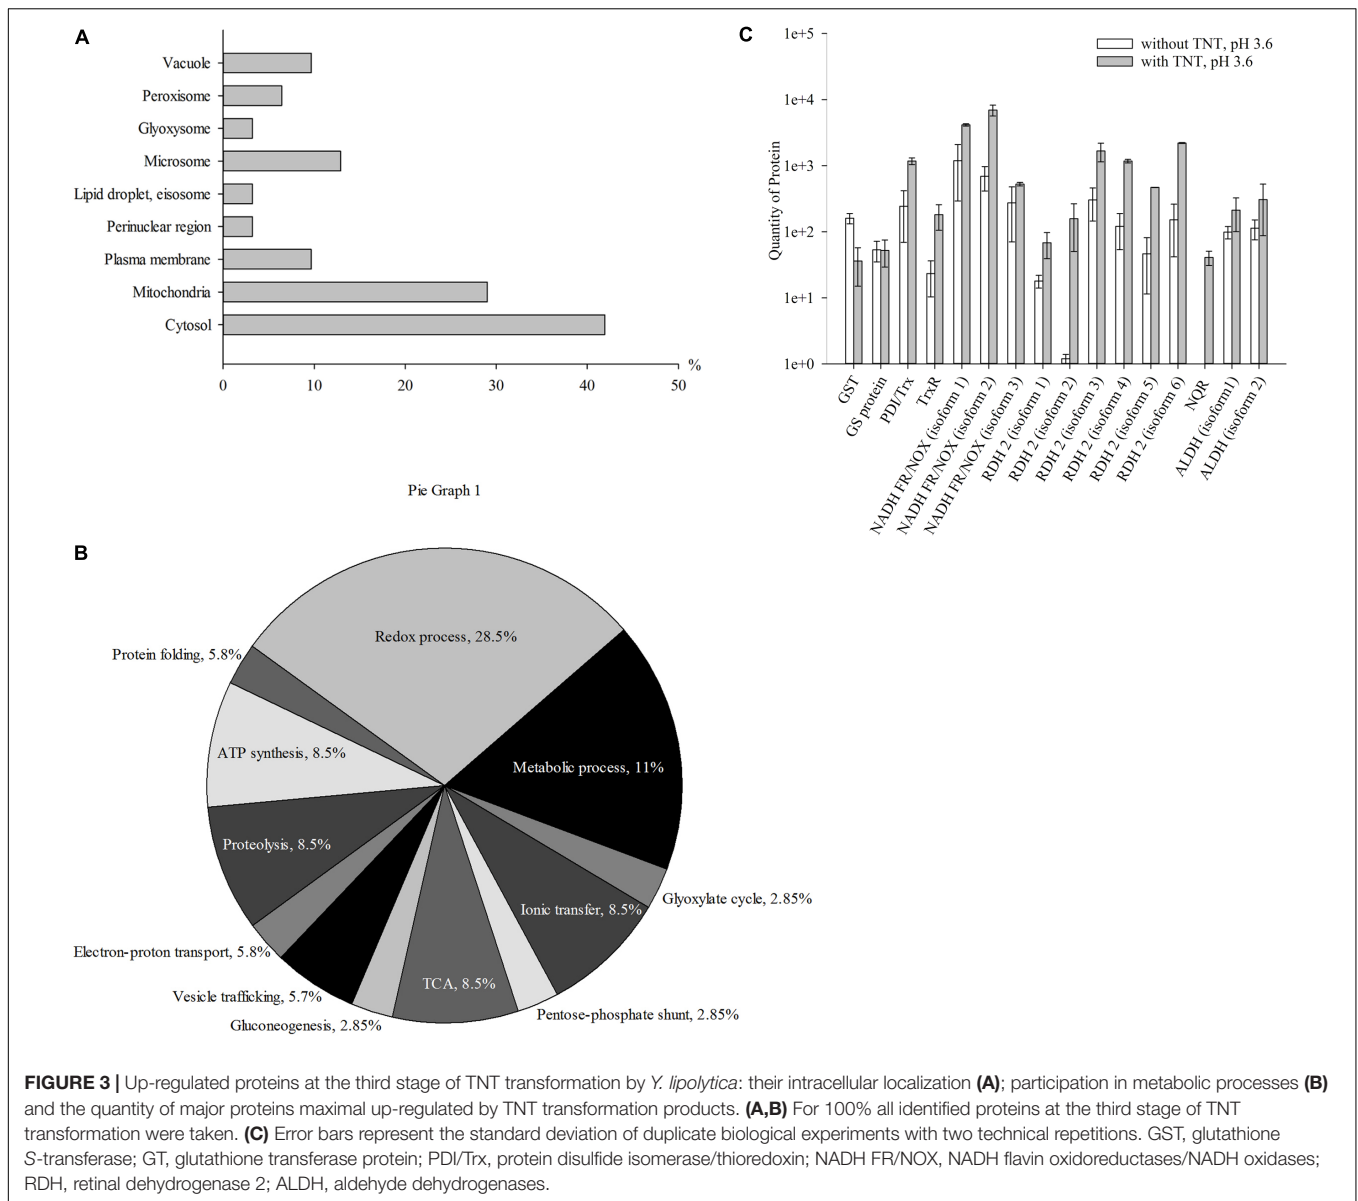 A
Vacuole
Peroxisome
Glyoxysome
Microsome
Lipid droplet, eisosome
Perinuclear region
Plasma membrane
Mitochondria
Cytosol
0 10 20 30 40 50
%
C
1e+5
1e+4
1e+3
1e+2
1e+1
1e+0
Quantity of Protein
without TNT, pH 3.6
with TNT, pH 3.6
GST
GS protein
PDI/Trx
TrxR
NADH FR/NOX (isoform 1)
NADH FR/NOX (isoform 2)
NADH FR/NOX (isoform 3)
RDH 2 (isoform 1)
RDH 2 (isoform 2)
RDH 2 (isoform 3)
RDH 2 (isoform 4)
RDH 2 (isoform 5)
RDH 2 (isoform 6)
NQR
ALDH (isoform1)
ALDH (isoform 2)
Pie Graph 1
B
Redox process, 28.5%
Metabolic process, 11%
Glyoxylate cycle, 2.85%
Ionic transfer, 8.5%
Pentose-phosphate shunt, 2.85%
TCA, 8.5%
Gluconeogenesis, 2.85%
Vesicle trafficking, 5.7%
Electron-proton transport, 5.8%
Proteolysis, 8.5%
ATP synthesis, 8.5%
Protein folding, 5.8%
FIGURE 3 | Up-regulated proteins at the third stage of TNT transformation by Y. lipolytica: their intracellular localization (A); participation in metabolic processes (B)
and the quantity of major proteins maximal up-regulated by TNT transformation products. (A,B) For 100% all identified proteins at the third stage of TNT
transformation were taken. (C) Error bars represent the standard deviation of duplicate biological experiments with two technical repetitions. GST, glutathione
S-transferase; GT, glutathione transferase protein; PDI/Trx, protein disulfide isomerase/thioredoxin; NADH FR/NOX, NADH flavin oxidoreductases/NADH oxidases;
RDH, retinal dehydrogenase 2; ALDH, aldehyde dehydrogenases.